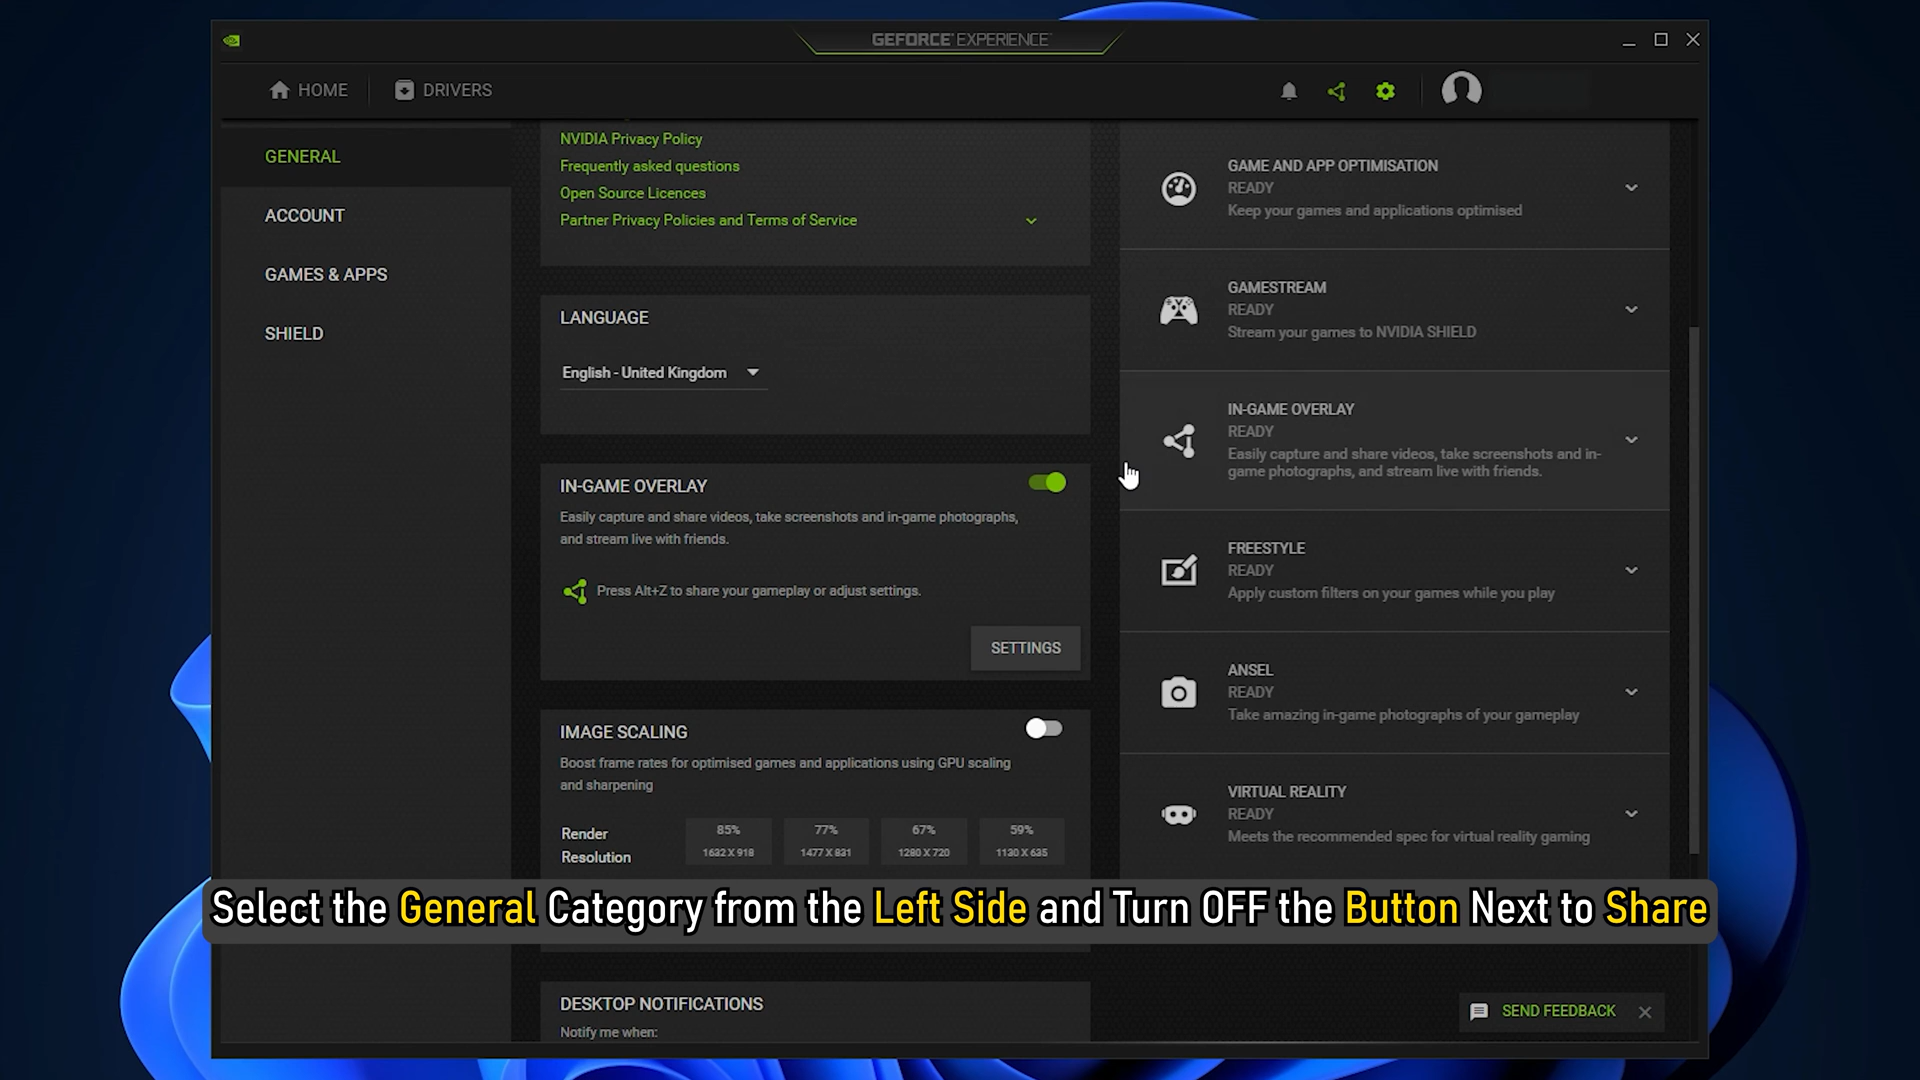 GEFORCE EXPERIENCE
HOME
DRIVERS
GENERAL
ACCOUNT
GAMES & APPS
SHIELD
NVIDIA Privacy Policy
Frequently asked questions
Open Source Licences
Partner Privacy Policies and Terms of Service
LANGUAGE
English - United Kingdom
IN-GAME OVERLAY
Easily capture and share videos, take screenshots and in-game photographs,
and stream live with friends.
Press Alt+Z to share your gameplay or adjust settings.
SETTINGS
IMAGE SCALING
Boost frame rates for optimised games and applications using GPU scaling
and sharpening
Render
Resolution
85%
1632 X 918
77%
1477 X 831
67%
1280 X 720
59%
1130 X 635
DESKTOP NOTIFICATIONS
Notify me when:
GAME AND APP OPTIMISATION
READY
Keep your games and applications optimised
GAMESTREAM
READY
Stream your games to NVIDIA SHIELD
IN-GAME OVERLAY
READY
Easily capture and share videos, take screenshots and in-
game photographs, and stream live with friends.
FREESTYLE
READY
Apply custom filters on your games while you play
ANSEL
READY
Take amazing in-game photographs of your gameplay
VIRTUAL REALITY
READY
Meets the recommended spec for virtual reality gaming
Select the General Category from the Left Side and Turn OFF the Button Next to Share
SEND FEEDBACK